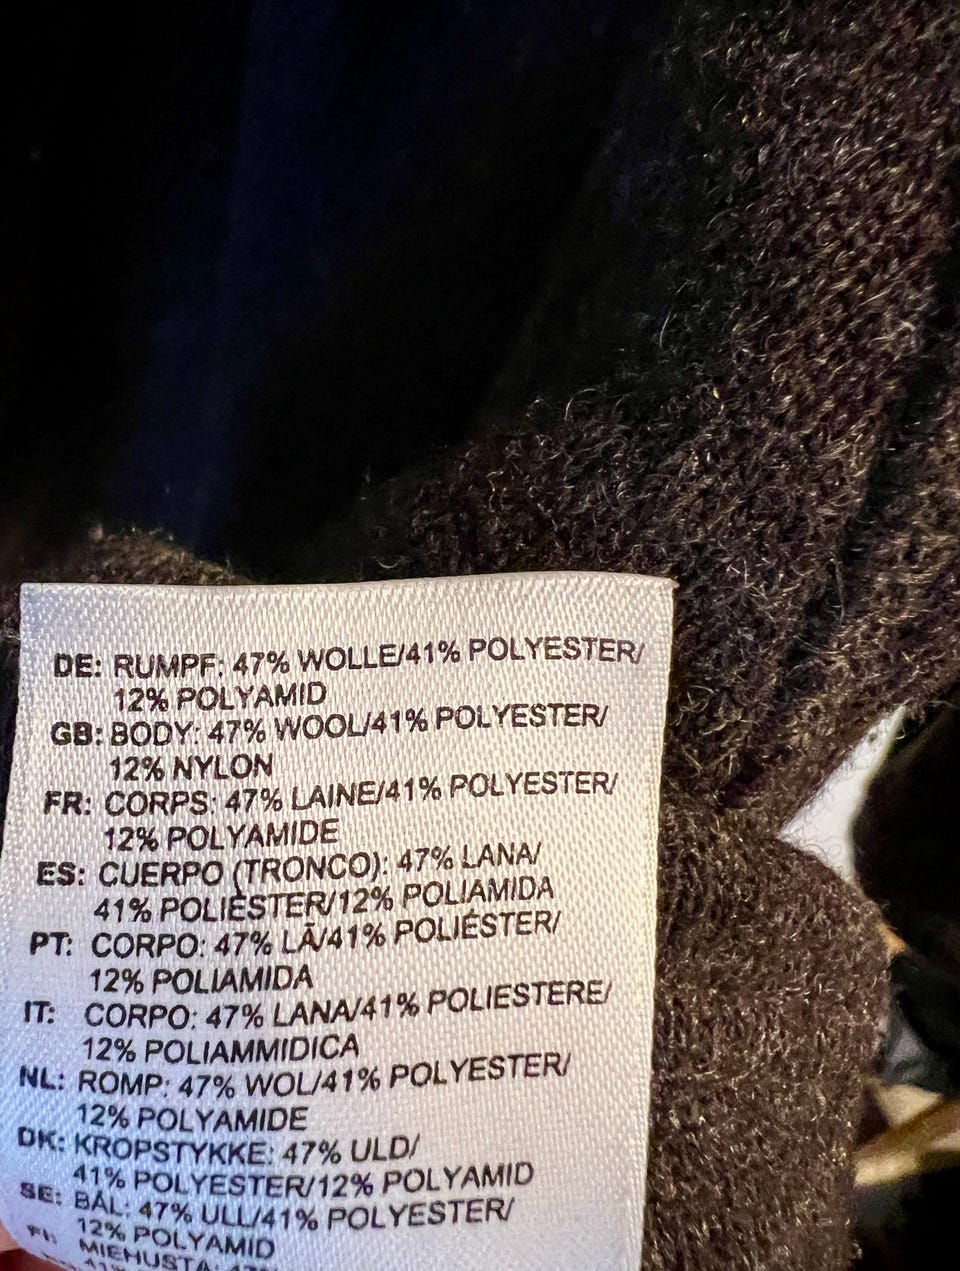 DE: RUMPF: 47% WOLLE/41% POLYESTER/
12% POLYAMID
GB: BODY: 47% WOOL/41% POLYESTER/
12% NYLON
FR: CORPS: 47% LAINE/41% POLYESTER/
12% POLYAMIDE
ES: CUERPO (TRONCO): 47% LANA/
41% POLIÉSTER/12% POLIAMIDA
PT: CORPO: 47% LÃ/41% POLIÉSTER/
12% POLIAMIDA
IT: CORPO: 47% LANA/41% POLIESTERE/
12% POLIAMMIDICA
NL: ROMP: 47% WOL/41% POLYESTER/
12% POLYAMIDE
DK: KROPSTYKKE: 47% ULD/
41% POLYESTER/12% POLYAMID
SE: BÅL: 47% ULL/41% POLYESTER/
12% POLYAMID
FI: MIEHUSTA: